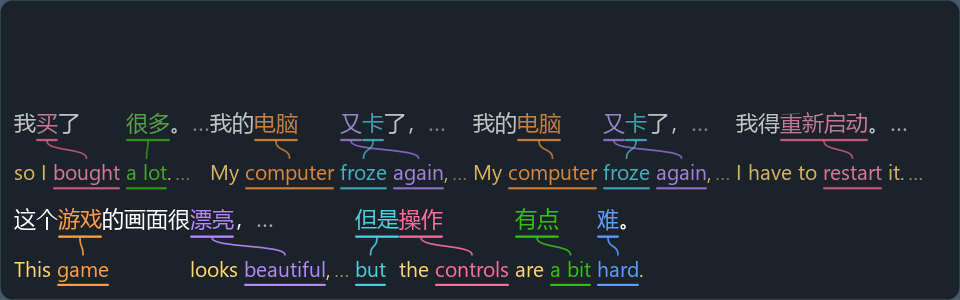 我买了 很多。…我的电脑 又卡了，… 我的电脑 又卡了，… 我得重新启动。…
so I bought a lot. … My computer froze again, … My computer froze again, … I have to restart it. …
这个游戏的画面很漂亮，… 但是操作 有点 难。
This game looks beautiful, … but the controls are a bit hard.